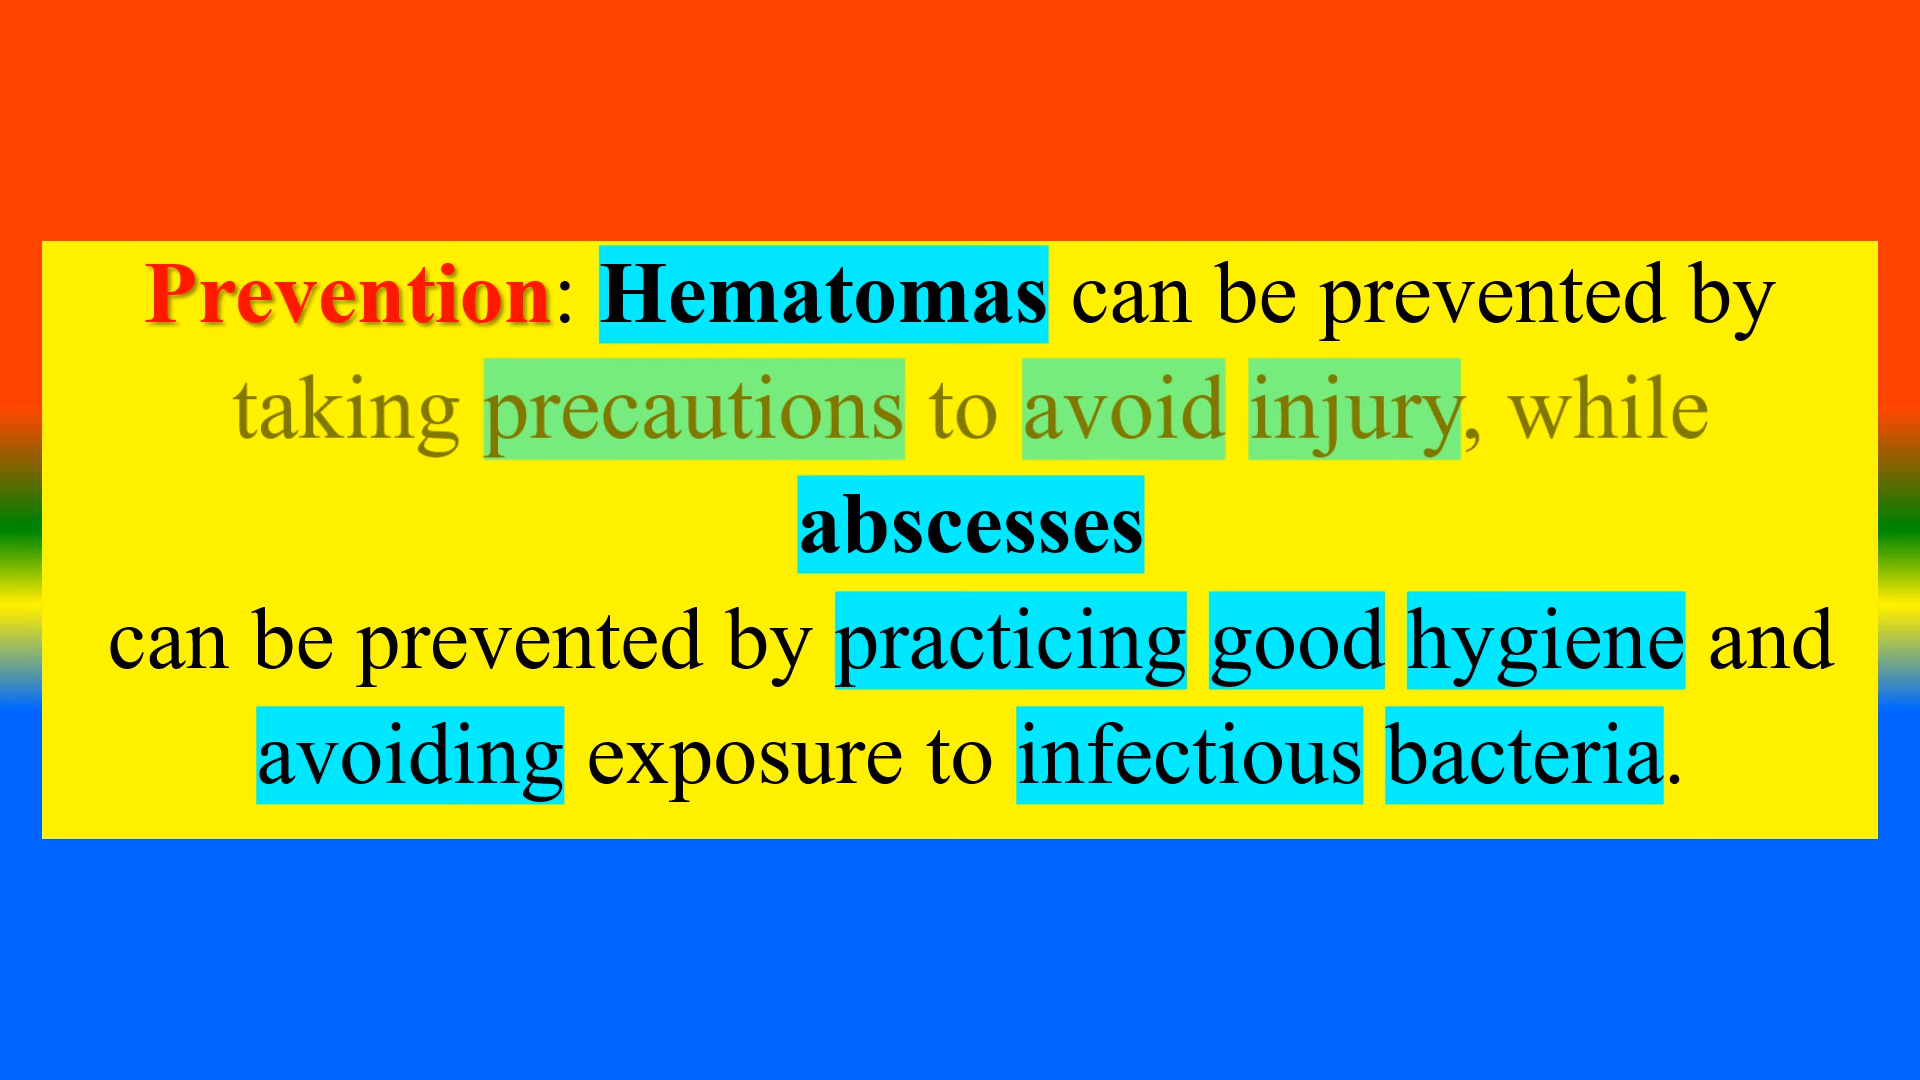 Prevention: Hematomas can be prevented by
taking precautions to avoid injury, while
abscesses
can be prevented by practicing good hygiene and
avoiding exposure to infectious bacteria.